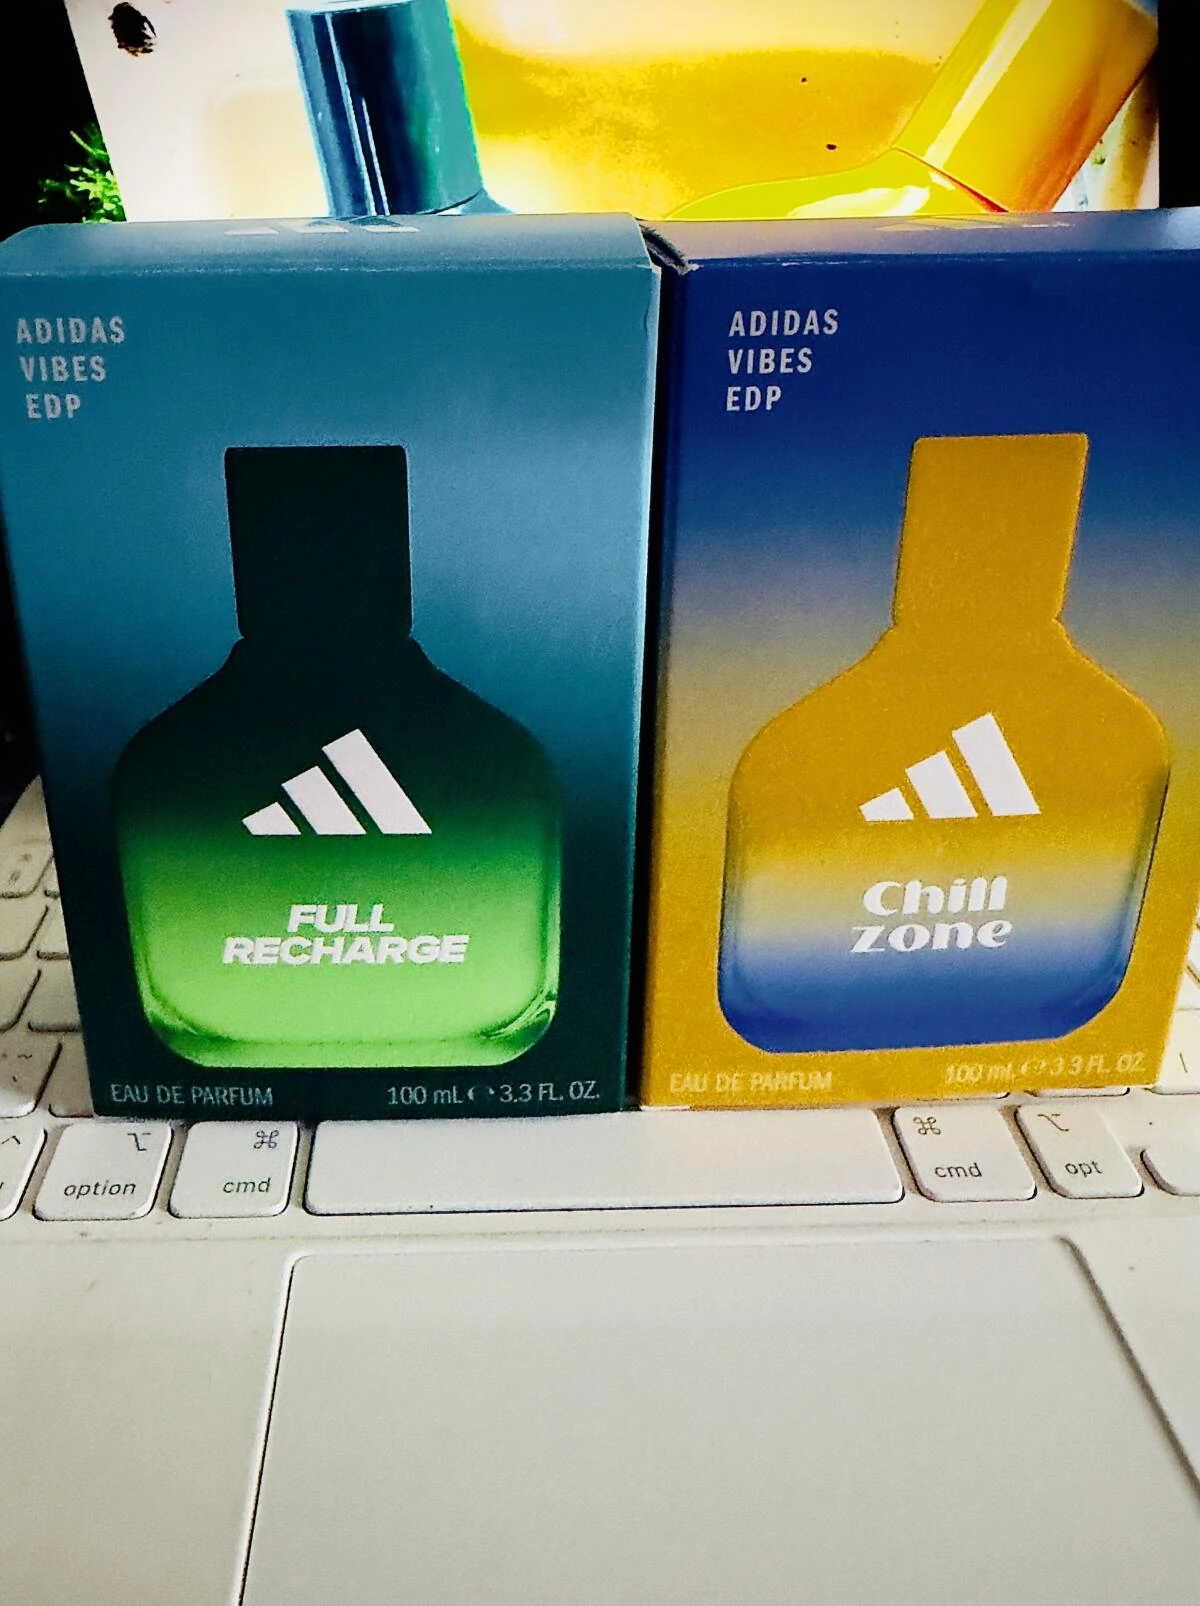 ADIDAS
VIBES
EDP
FULL
RECHARGE
EAU DE PARFUM
100 mL ℮ 3.3 FL. OZ.
ADIDAS
VIBES
EDP
Chill
zone
EAU DE PARFUM
100 mL ℮ 3.3 FL. OZ
option
cmd
cmd
opt